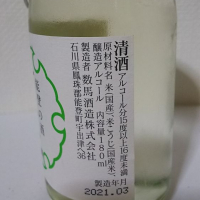 清酒
アルコール分15度以上16度未満
原材料名 米(国産)、米こうじ(国産米)、
醸造アルコール 内容量180ml
製造者 数馬酒造株式会社
石川県鳳珠郡能登町宇出津へ36
製造年月
2021.03